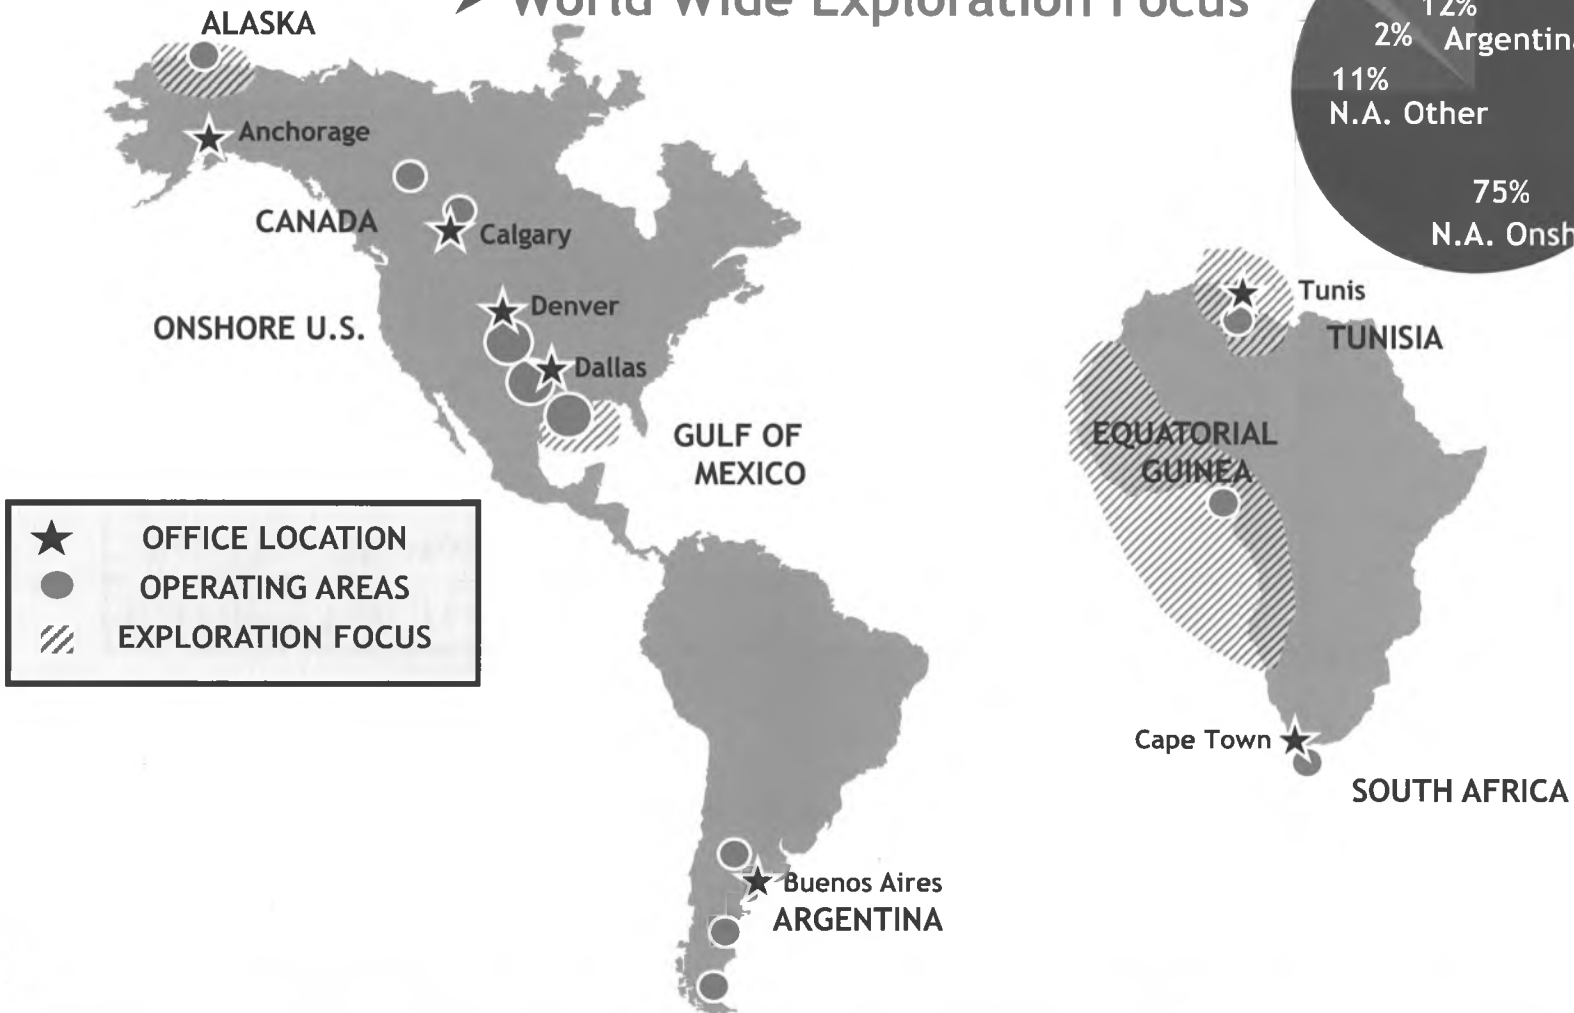 World Wide Exploration Focus
12%
2% Argentina
11%
N.A. Other
75%
N.A.
ALASKA
Anchorage
CANADA
Calgary
Denver
ONSHORE U.S.
Dallas
GULF OF
MEXICO
Tunis
TUNISIA
EQUATORIAL
GUINEA
OFFICE LOCATION
OPERATING AREAS
EXPLORATION FOCUS
Cape Town
SOUTH AFRICA
Buenos Aires
ARGENTINA